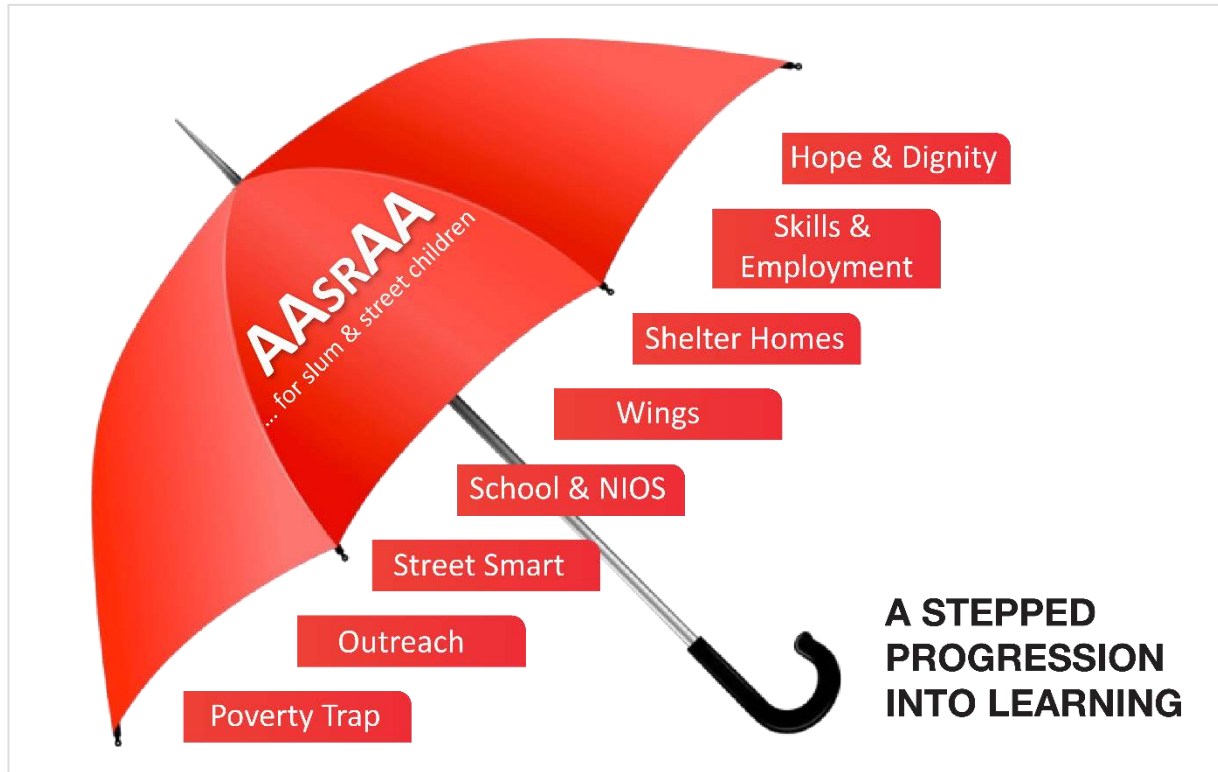 AASRAA
... for slum & street children
Hope & Dignity
Skills &
Employment
Shelter Homes
Wings
School & NIOS
Street Smart
Outreach
Poverty Trap
A STEPPED
PROGRESSION
INTO LEARNING